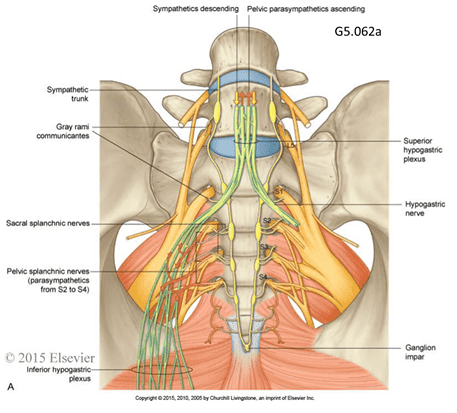 Sympathetics descending
Pelvic parasympathetics ascending
G5.062a
Sympathetic
trunk
Gray rami
communicantes
L5
Superior
hypogastric
plexus
S1
Hypogastric
nerve
Sacral splanchnic nerves
S2
S3
Pelvic splanchnic nerves
(parasympathetics
from S2 to S4)
S4
Ganglion
impar
© 2015 Elsevier
Inferior hypogastric
plexus
A
Copyright © 2015, 2010, 2005 by Churchill Livingstone, an imprint of Elsevier Inc.